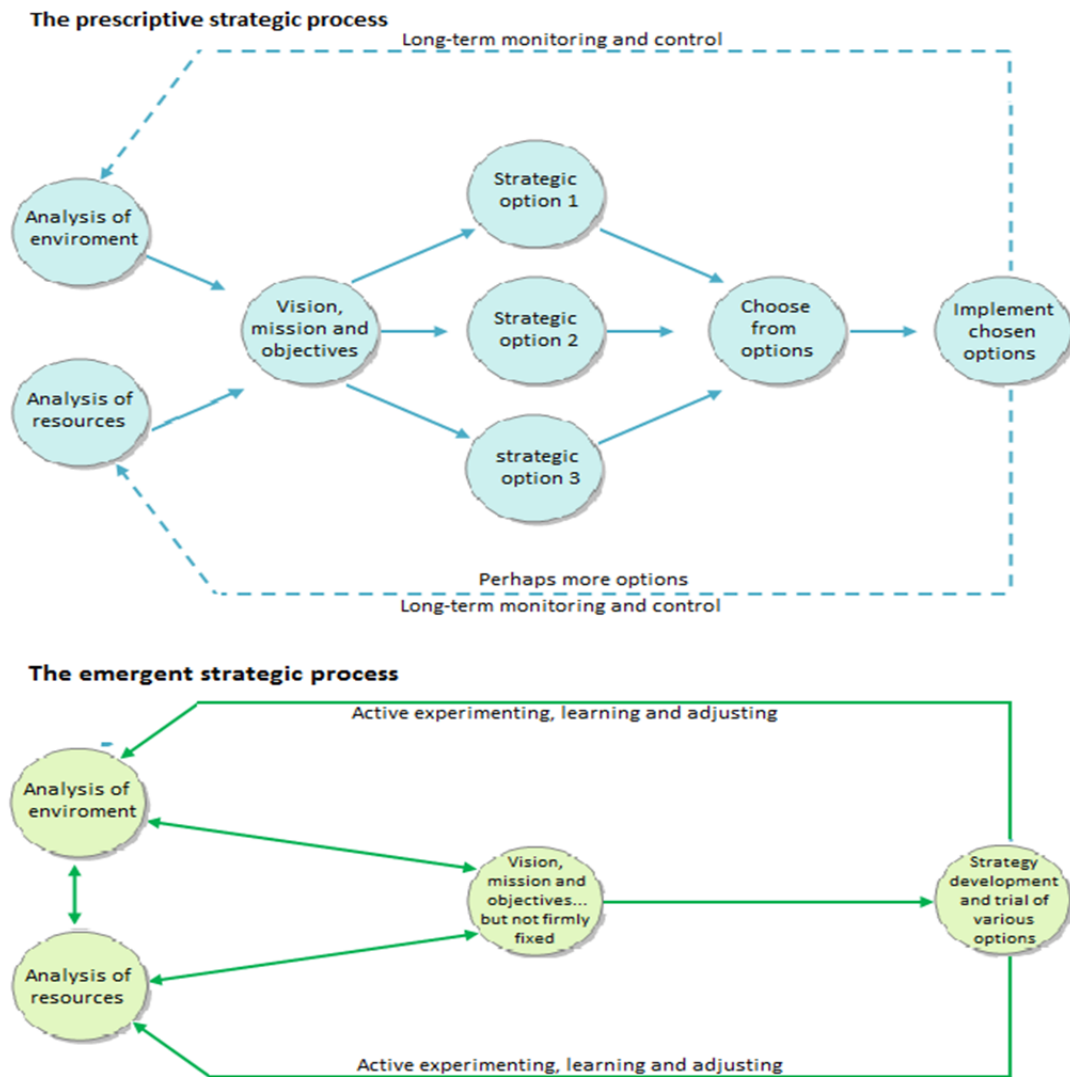 The prescriptive strategic process
Long-term monitoring and control
Analysis of
enviroment
Analysis of
resources
Vision,
mission and
objectives
Strategic
option 1
Strategic
option 2
strategic
option 3
Choose
from
options
Implement
chosen
options
Perhaps more options
Long-term monitoring and control
The emergent strategic process
Active experimenting, learning and adjusting
Analysis of
enviroment
Analysis of
resources
Vision,
mission and
objectives...
but not firmly
fixed
Strategy
development
and trial of
various
options
Active experimenting, learning and adjusting